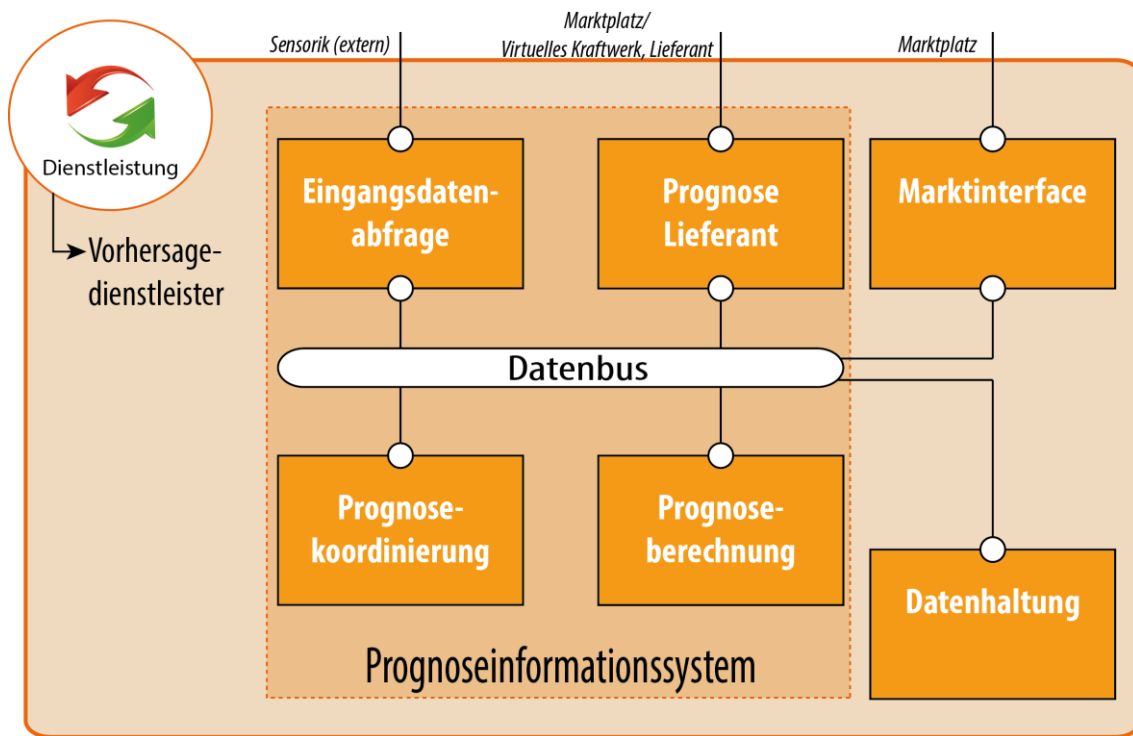 Sensorik (extern)
Marktplatz/
Virtuelles Kraftwerk, Lieferant
Marktplatz
Dienstleistung
Vorhersage-
dienstleister
Eingangsdaten-
abfrage
Prognose
Lieferant
Marktinterface
Datenbus
Prognose-
koordinierung
Prognose-
berechnung
Datenhaltung
Prognoseinformationssystem